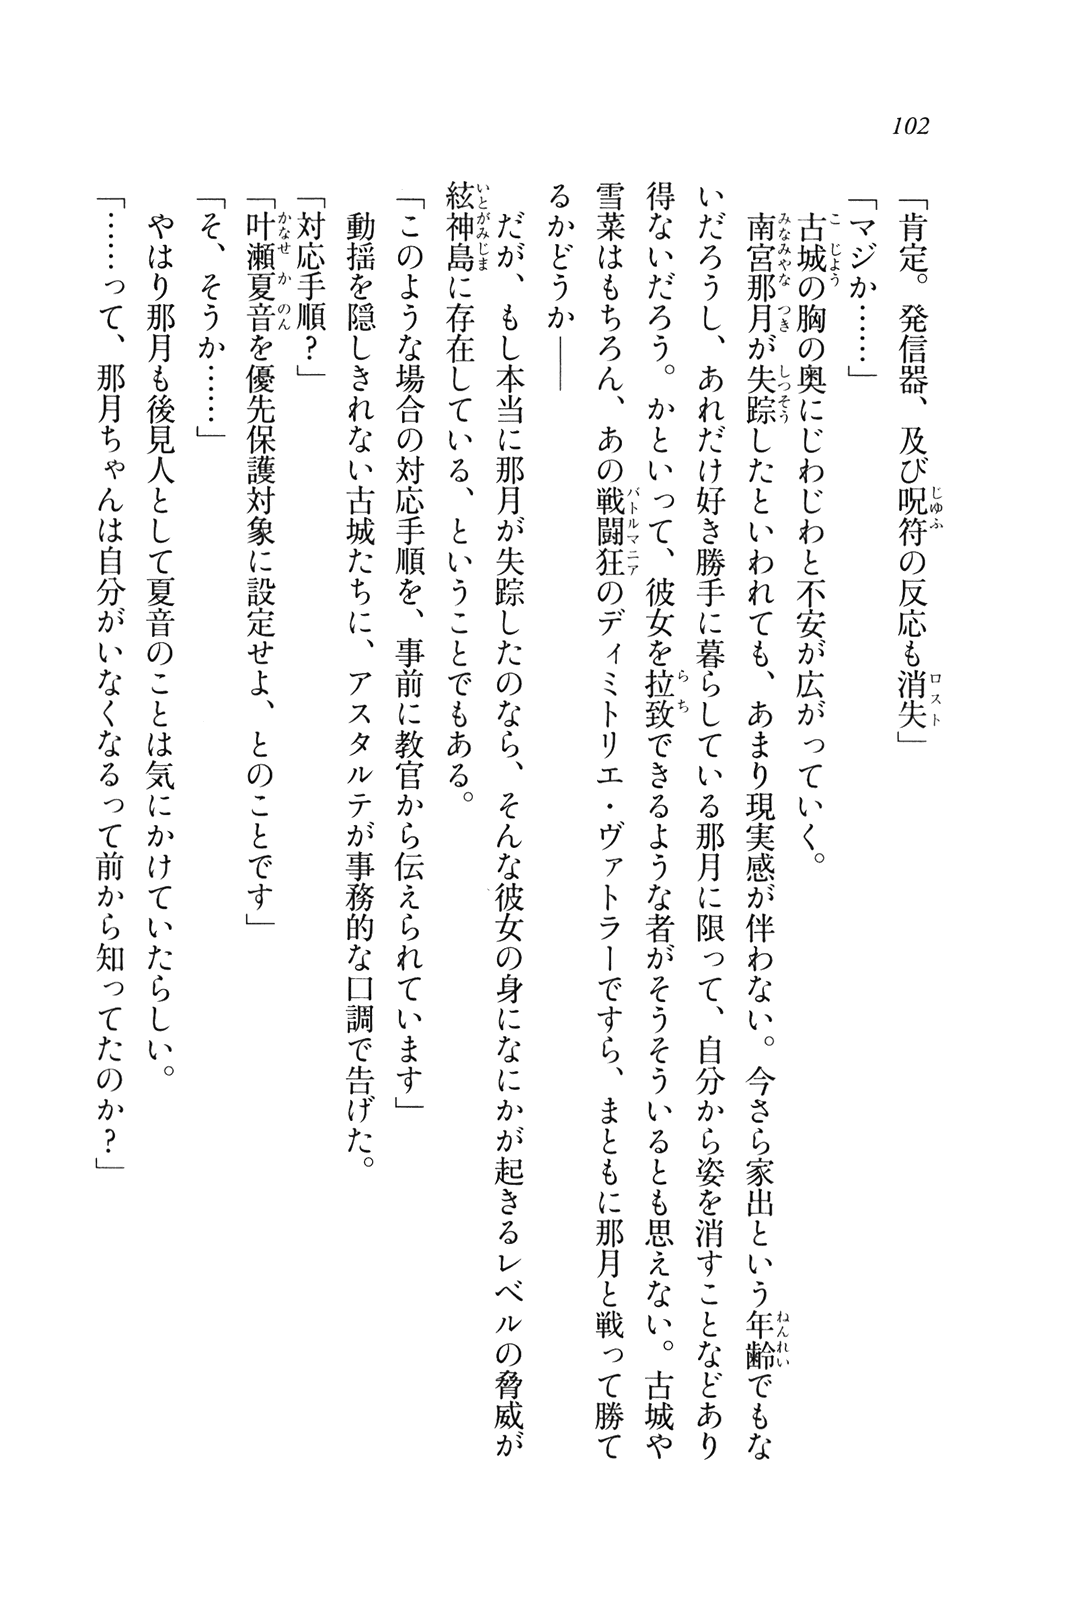 102
「肯定。発信器、及び呪符の反応も消失」
「マジか……」
　古城の胸の奥にじわじわと不安が広がっていく。
　南宮那月が失踪したといわれても、あまり現実感が伴わない。今さら家出という年齢でもな
いだろうし、あれだけ好き勝手に暮らしている那月に限って、自分から姿を消すことなどあり
得ないだろう。かといって、彼女を拉致できるような者がそうそういるとも思えない。古城や
雪菜はもちろん、あの戦闘狂のディミトリエ・ヴァトラーですら、まともに那月と戦って勝て
るかどうか——
　だが、もし本当に那月が失踪したのなら、そんな彼女の身になにかが起きるレベルの脅威が
絃神島に存在している、ということでもある。
「このような場合の対応手順を、事前に教官から伝えられています」
　動揺を隠しきれない古城たちに、アスタルテが事務的な口調で告げた。
「対応手順？」
「叶瀬夏音を優先保護対象に設定せよ、とのことです」
「そ、そうか……」
　やはり那月も後見人として夏音のことは気にかけていたらしい。
「……って、那月ちゃんは自分がいなくなるって前から知ってたのか？」